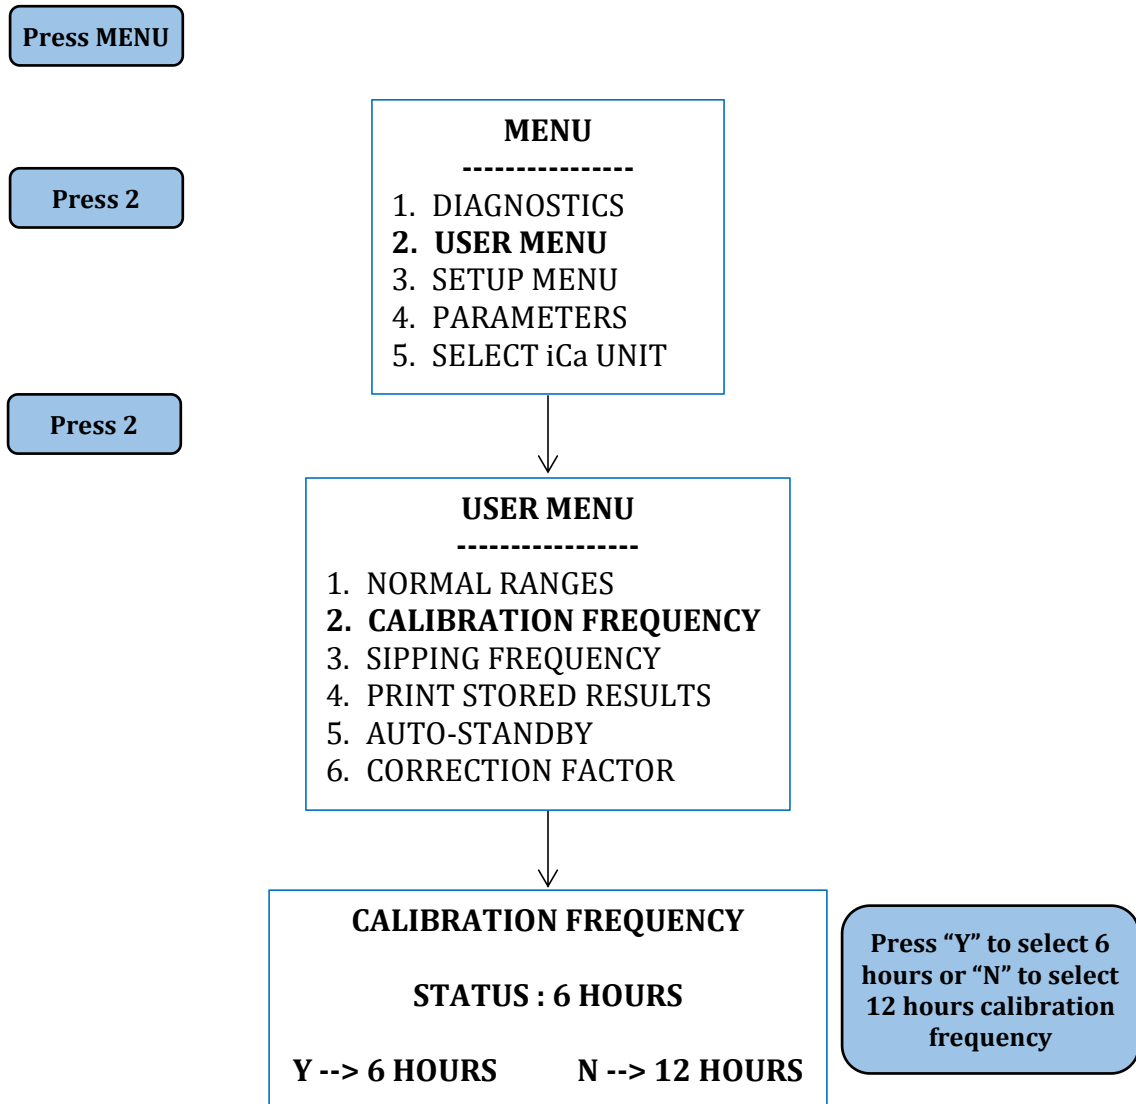 Press MENU
MENU
----------------
Press 2
1. DIAGNOSTICS
2. USER MENU
3. SETUP MENU
4. PARAMETERS
5. SELECT iCa UNIT
Press 2
USER MENU
-----------------
1. NORMAL RANGES
2. CALIBRATION FREQUENCY
3. SIPPING FREQUENCY
4. PRINT STORED RESULTS
5. AUTO-STANDBY
6. CORRECTION FACTOR
CALIBRATION FREQUENCY
STATUS : 6 HOURS
Y --> 6 HOURS N --> 12 HOURS
Press “Y” to select 6
hours or “N” to select
12 hours calibration
frequency